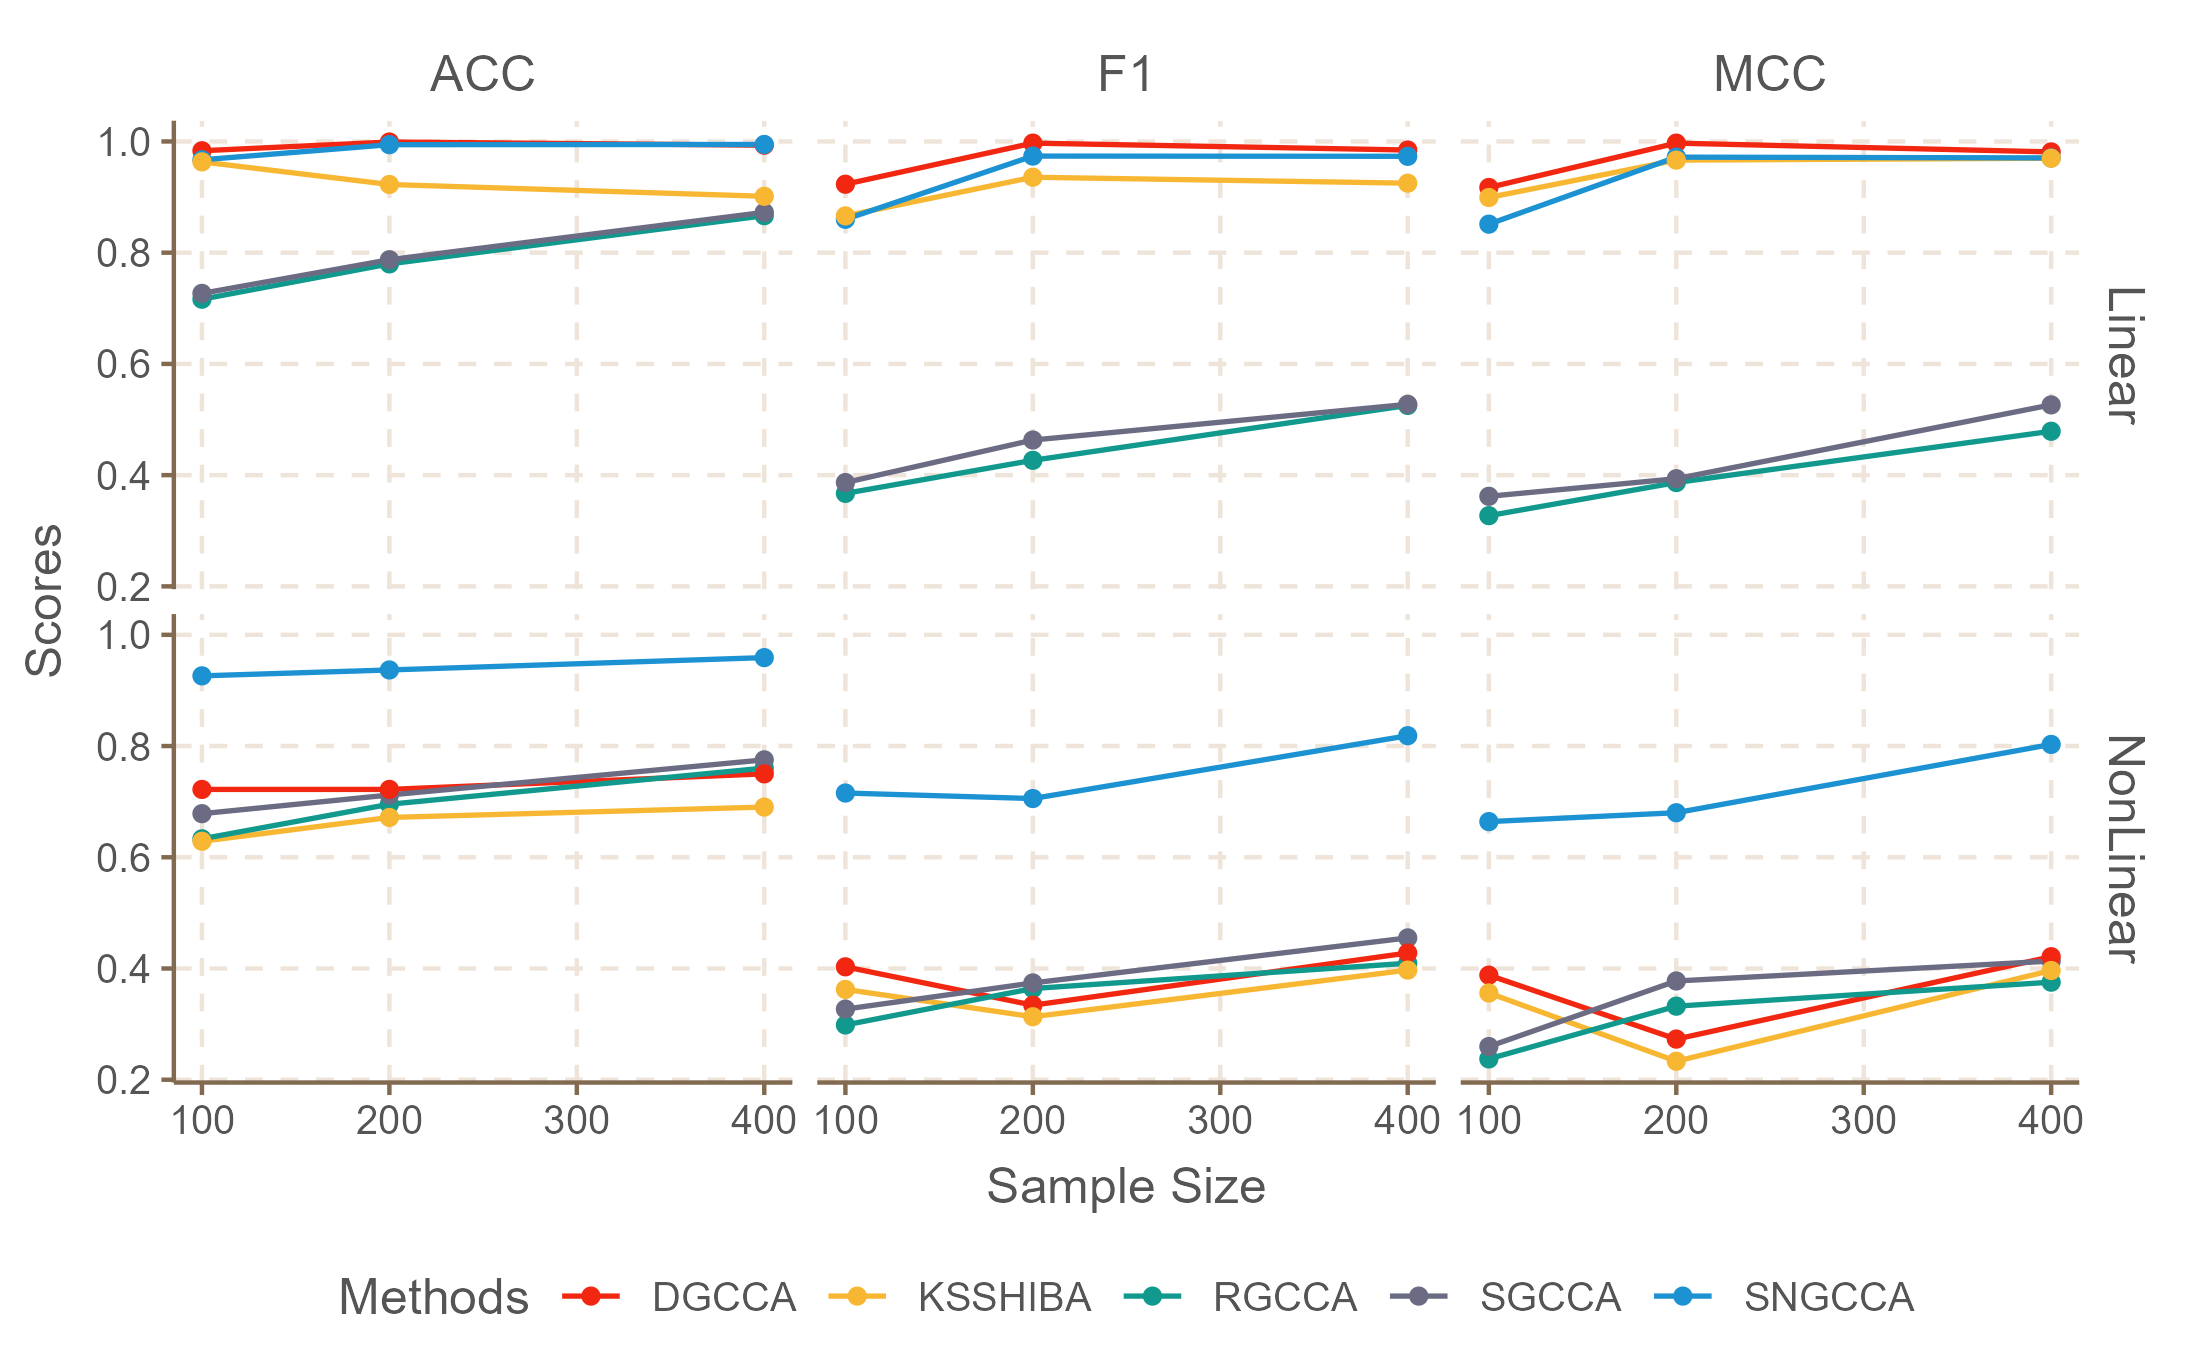 ACC F1 MCC
1.0
0.8
0.6
0.4
0.2
Linear
Scores
1.0
0.8
0.6
0.4
0.2
NonLinear
100 200 300 400 100 200 300 400 100 200 300 400
Sample Size
Methods DGCCA KSSHIBA RGCCA SGCCA SNGCCA